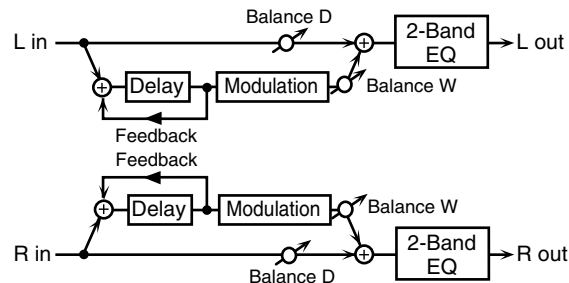 Balance D
L in
2-Band
EQ
L out
Delay
Modulation
Balance W
Feedback
Feedback
Delay
Modulation
Balance W
R in
2-Band
EQ
R out
Balance D